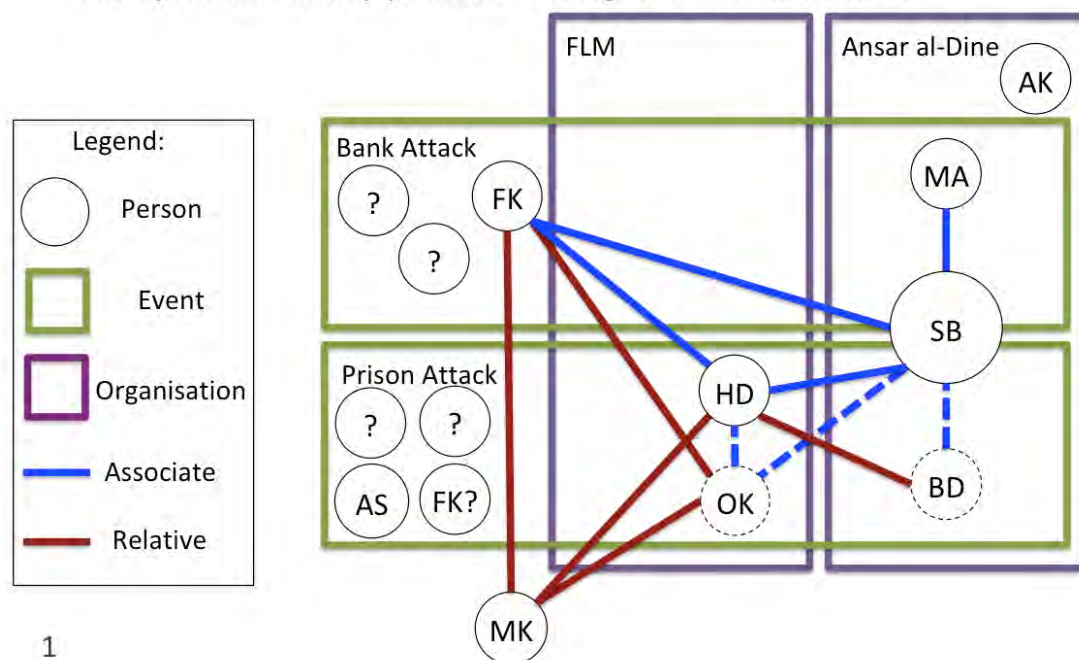 FLM
Ansar al-Dine
AK
Legend:
Person
Event
Organisation
Associate
Relative
Bank Attack
?
FK
?
MA
SB
Prison Attack
?
?
HD
AS
FK?
OK
BD
MK
1